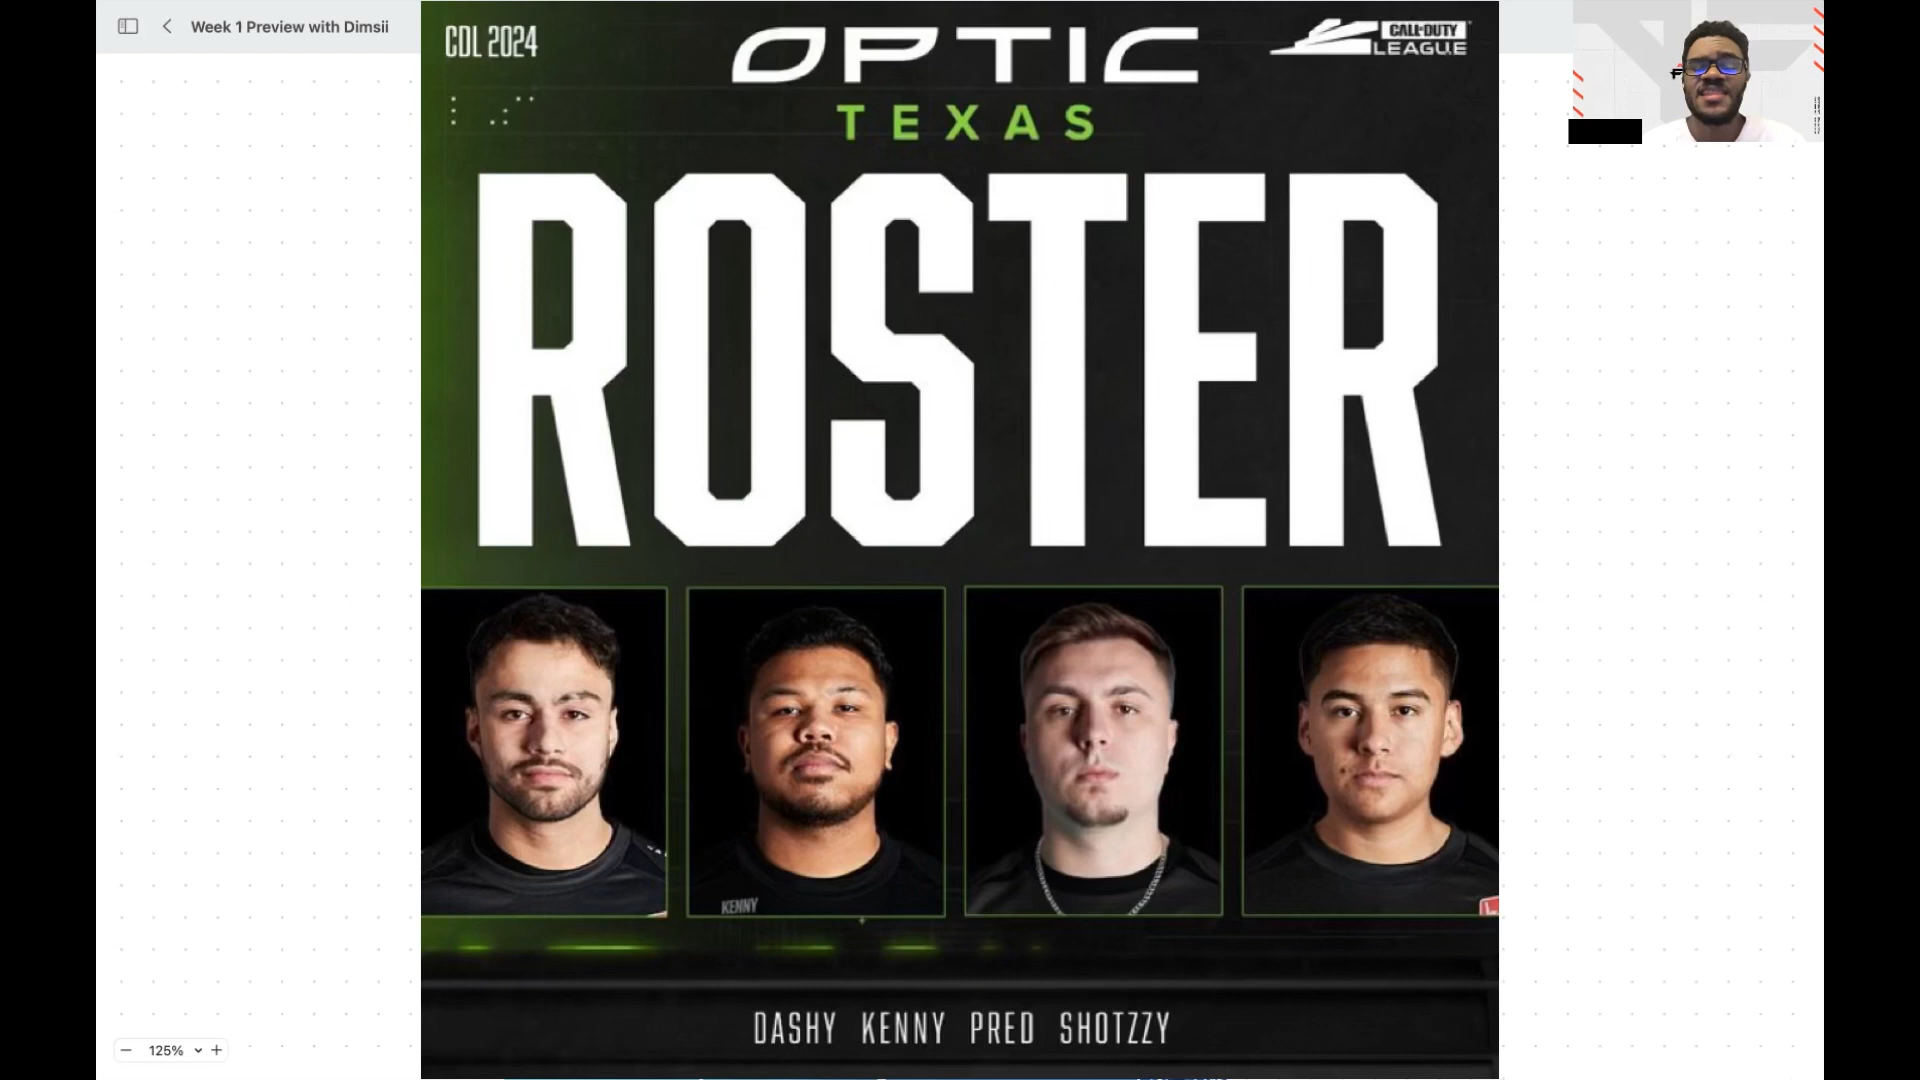 Week 1 Preview with Dimsii
CDL 2024
OPTIC
TEXAS
CALL OF DUTY
LEAGUE
ROSTER
KENNY
DASHY KENNY PRED SHOTZZY
125%